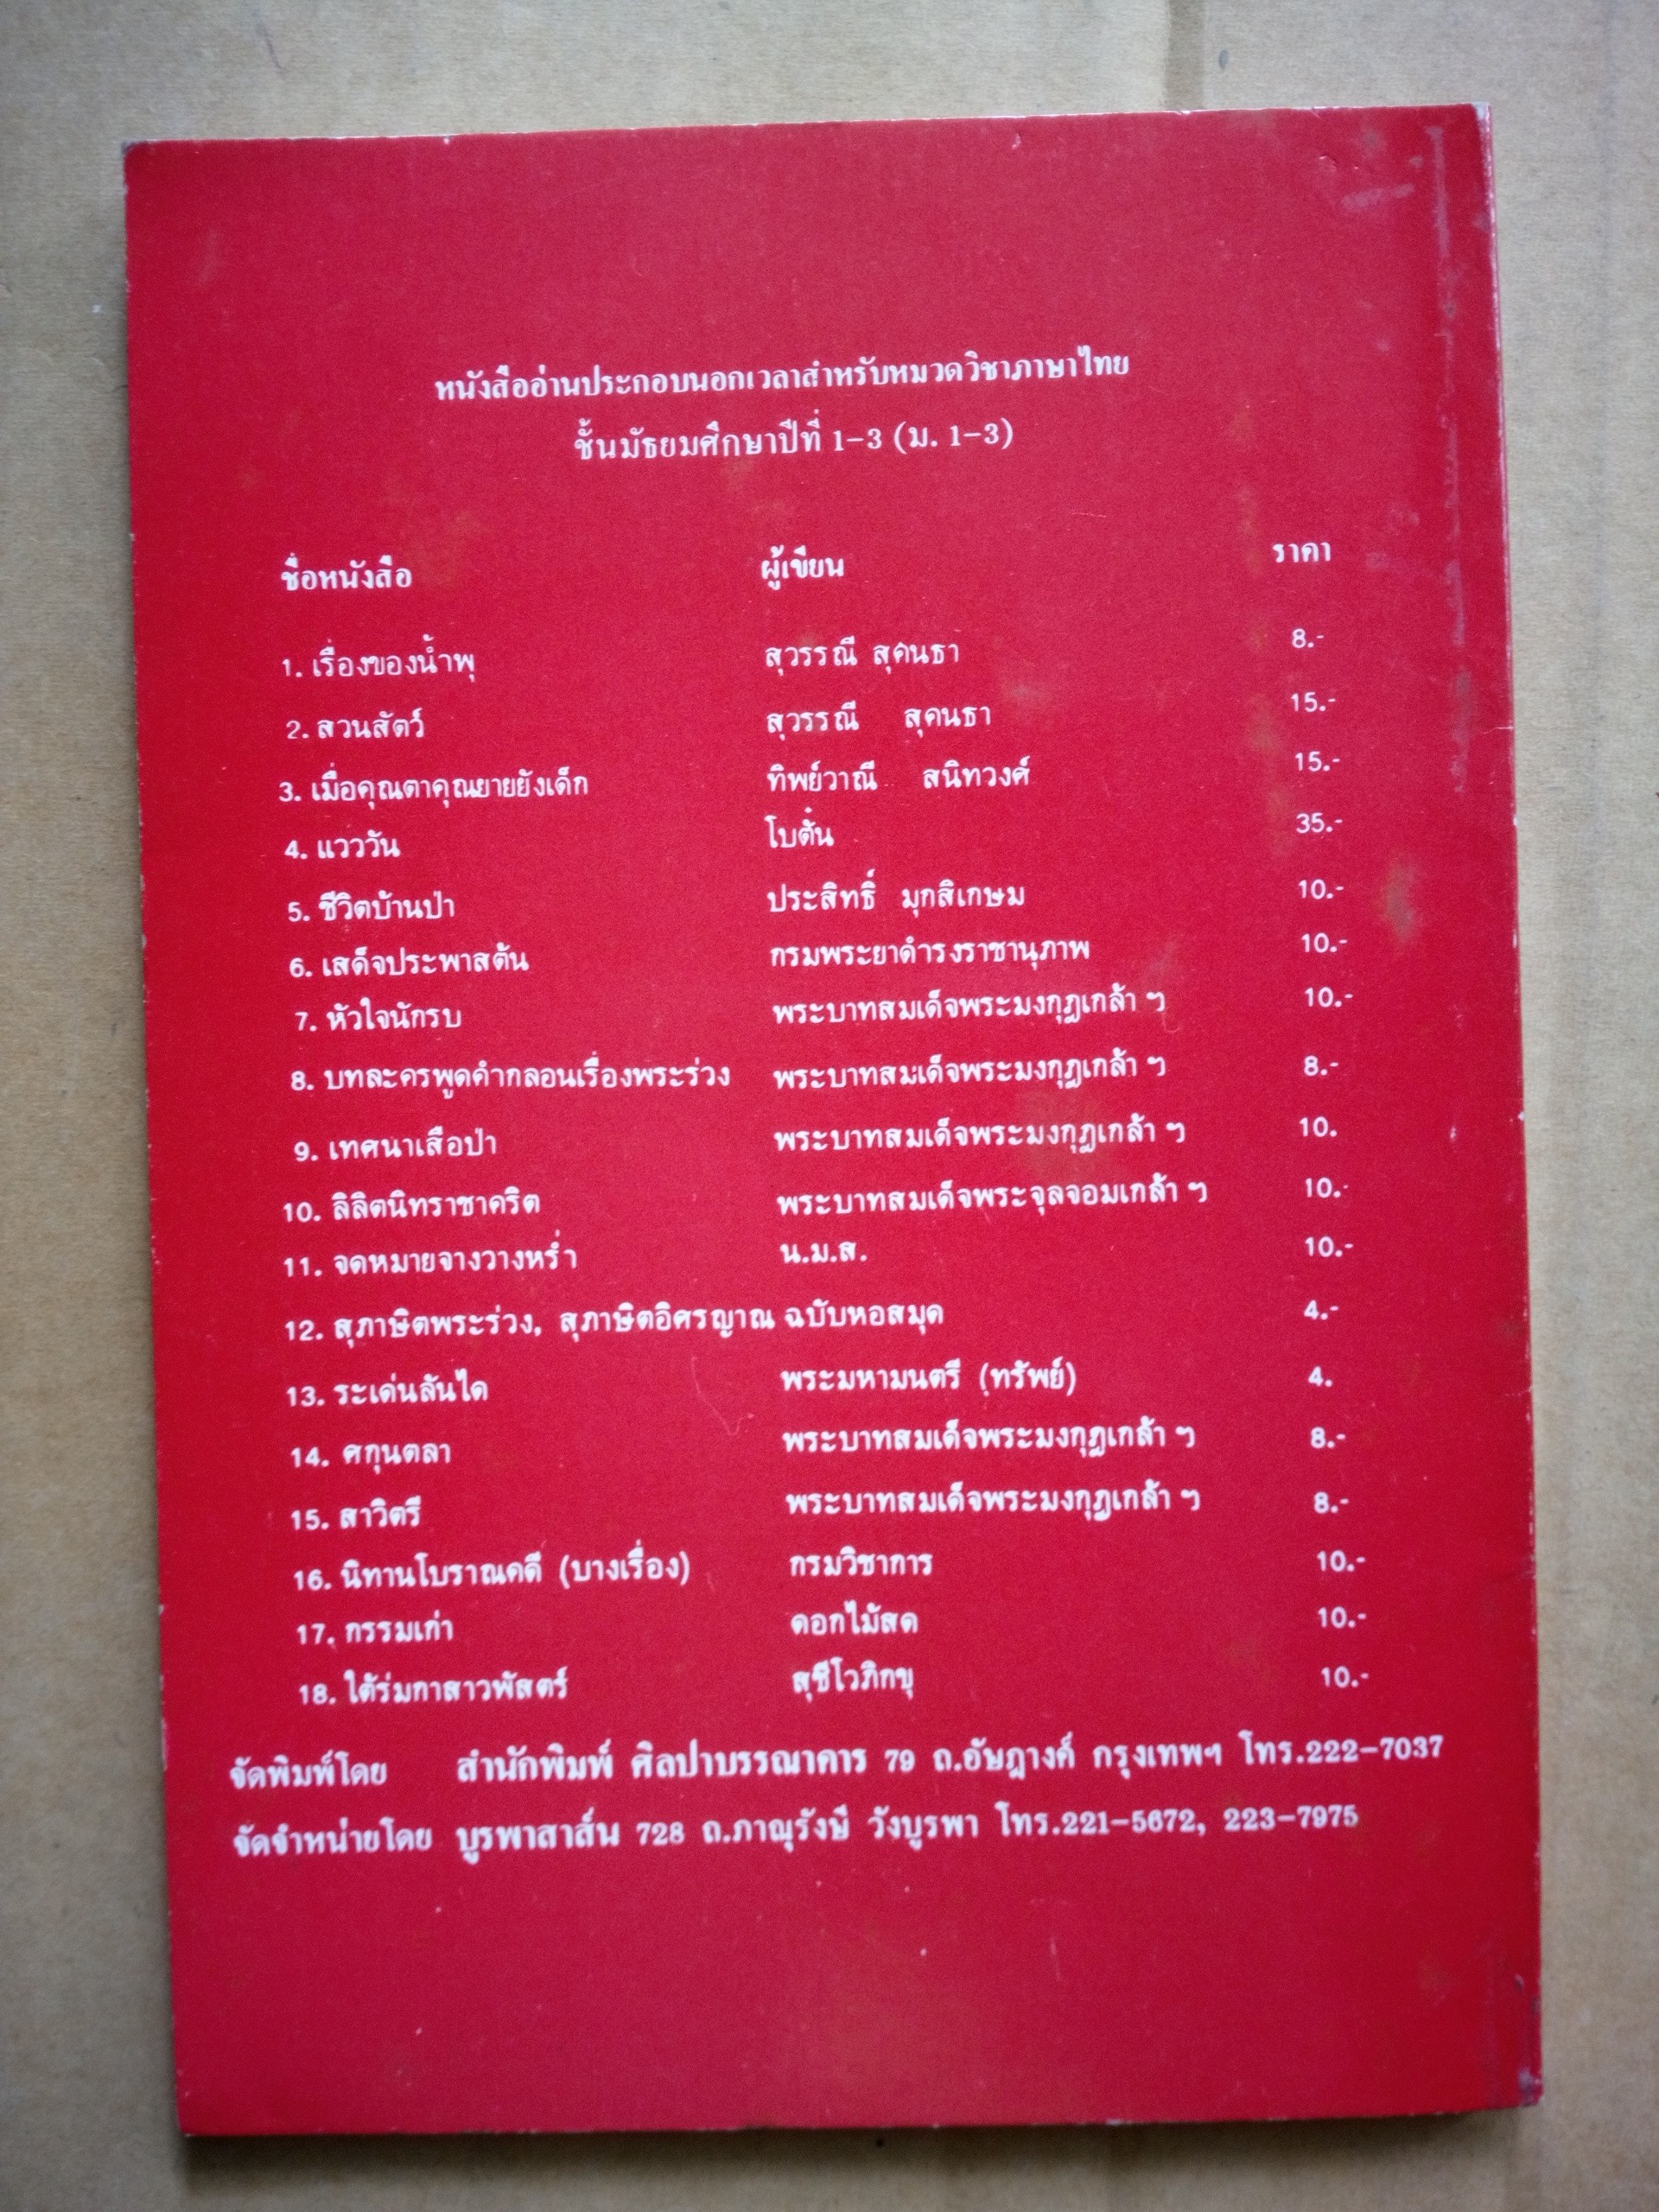 หนังสืออ่านประกอบนอกเวลาสำหรับหมวดวิชาภาษาไทย
ชั้นมัธยมศึกษาปีที่ 1-3 (ม. 1-3)
ชื่อหนังสือ ผู้เขียน ราคา
1. เรื่องของน้ำพุ สุวรรณี สุคนธา 8.-
2. สวนสัตว์ สุวรรณี สุคนธา 15.-
3. เมื่อคุณตาคุณยายยังเด็ก ทิพย์วาณี สนิทวงศ์ 15.-
4. แวววัน โบตั๋น 35.-
5. ชีวิตบ้านป่า ประสิทธิ์ มุกสิเกษม 10.-
6. เสด็จประพาสต้น กรมพระยาดำรงราชานุภาพ 10.-
7. หัวใจนักรบ พระบาทสมเด็จพระมงกุฎเกล้า ฯ 10.-
8. บทละครพูดคำกลอนเรื่องพระร่วง พระบาทสมเด็จพระมงกุฎเกล้า ฯ 8.-
9. เทศนาเสือป่า พระบาทสมเด็จพระมงกุฎเกล้า ฯ 10.
10. ลิลิตนิทราชาคริต พระบาทสมเด็จพระจุลจอมเกล้า ฯ 10.-
11. จดหมายจางวางหร่ำ น.ม.ส. 10.-
12. สุภาษิตพระร่วง, สุภาษิตอิศรญาณ ฉบับหอสมุด 4.-
13. ระเด่นลันได พระมหามนตรี (ทรัพย์) 4.
14. ศกุนตลา พระบาทสมเด็จพระมงกุฎเกล้า ฯ 8.-
15. สาวิตรี พระบาทสมเด็จพระมงกุฎเกล้า ฯ 8.-
16. นิทานโบราณคดี (บางเรื่อง) กรมวิชาการ 10.-
17. กรรมเก่า ดอกไม้สด 10.-
18. ใต้ร่มกาสาวพัสตร์ สุชีโวภิกขุ 10.-
จัดพิมพ์โดย สำนักพิมพ์ ศิลปาบรรณาคาร 79 ถ.อัษฎางค์ กรุงเทพฯ โทร.222-7037
จัดจำหน่ายโดย บูรพาสาส์น 728 ถ.ภาณุรังษี วังบูรพา โทร.221-5672, 223-7975